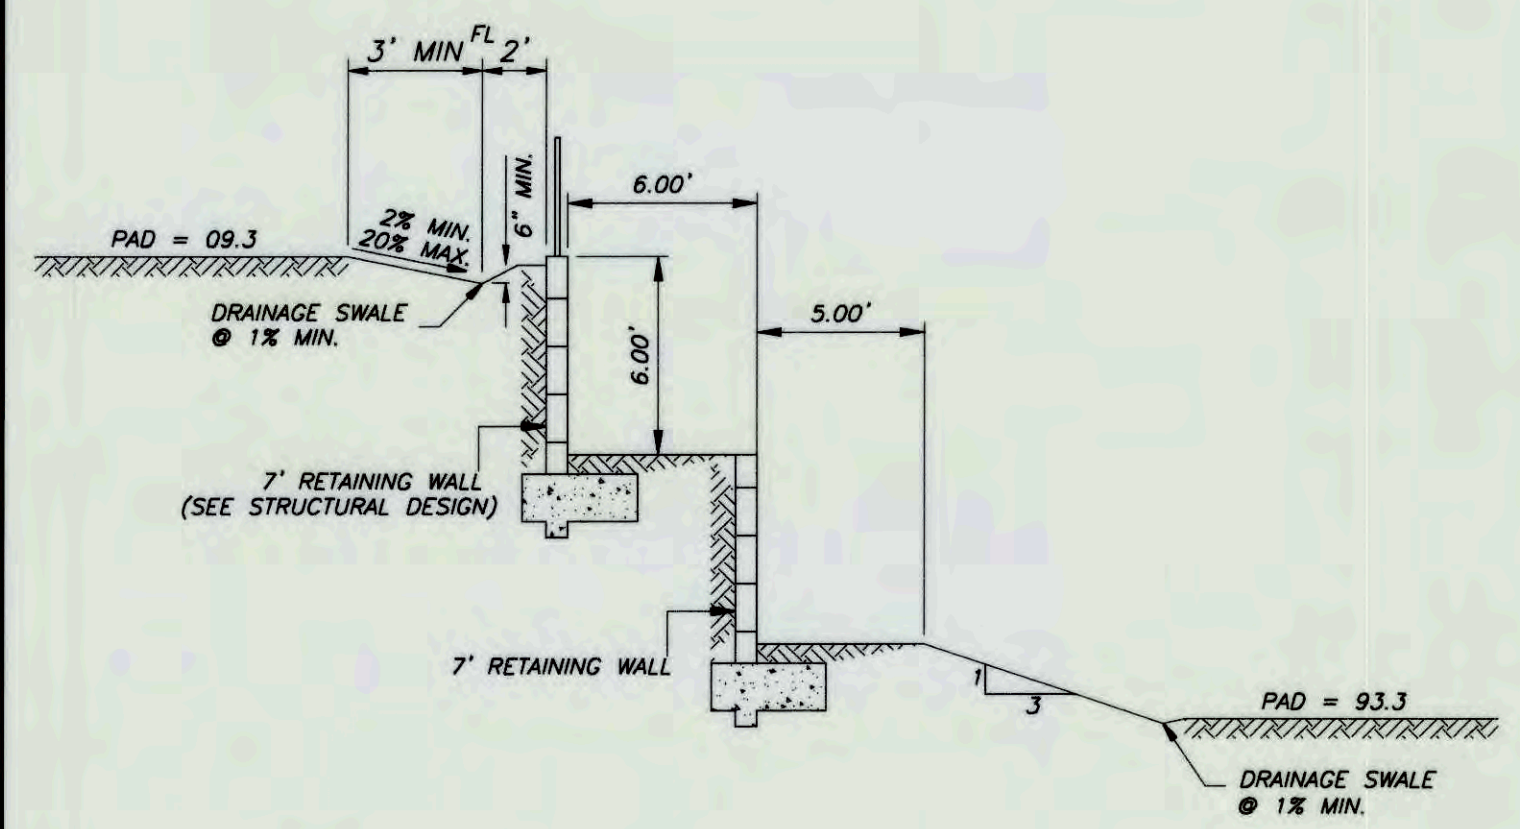 3' MIN FL 2'
6" MIN.
6.00'
2% MIN.
20% MAX.
PAD = 09.3
DRAINAGE SWALE
@ 1% MIN.
6.00'
5.00'
7' RETAINING WALL
(SEE STRUCTURAL DESIGN)
7' RETAINING WALL
1
3
PAD = 93.3
DRAINAGE SWALE
@ 1% MIN.